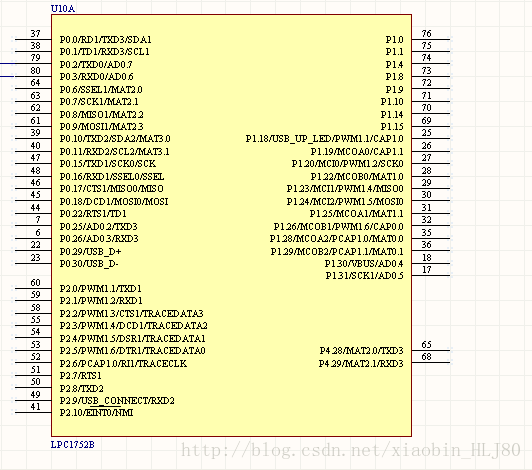 U10A
37 P0.0/RD1/TXD3/SDA1 P1.0 76
38 P0.1/TD1/RXD3/SCL1 P1.1 75
79 P0.2/TXD0/AD0.7 P1.4 74
80 P0.3/RXD0/AD0.6 P1.8 73
64 P0.6/SSEL1/MAT2.0 P1.9 72
63 P0.7/SCK1/MAT2.1 P1.10 71
62 P0.8/MISO1/MAT2.2 P1.14 70
61 P0.9/MOSI1/MAT2.3 P1.15 69
39 P0.10/TXD2/SDA2/MAT3.0 P1.18/USB_UP_LED/PWM1.1/CAP1.0 25
40 P0.11/RXD2/SCL2/MAT3.1 P1.19/MCOA0/CAP1.1 26
47 P0.15/TXD1/SCK0/SCK P1.20/MCI0/PWM1.2/SCK0 27
48 P0.16/RXD1/SSEL0/SSEL P1.22/MCOB0/MAT1.0 28
46 P0.17/CTS1/MISO0/MISO P1.23/MCI1/PWM1.4/MISO0 29
45 P0.18/DCD1/MOSI0/MOSI P1.24/MCI2/PWM1.5/MOSI0 30
44 P0.22/RTS1/TD1 P1.25/MCOA1/MAT1.1 31
7 P0.25/AD0.2/TXD3 P1.26/MCOB1/PWM1.6/CAP0.0 32
6 P0.26/AD0.3/RXD3 P1.28/MCOA2/PCAP1.0/MAT0.0 35
22 P0.29/USB_D+ P1.29/MCOB2/PCAP1.1/MAT0.1 36
23 P0.30/USB_D- P1.30/VBUS/AD0.4 18
P1.31/SCK1/AD0.5 17
60 P2.0/PWM1.1/TXD1
59 P2.1/PWM1.2/RXD1
58 P2.2/PWM1.3/CTS1/TRACEDATA3
55 P2.3/PWM1.4/DCD1/TRACEDATA2
54 P2.4/PWM1.5/DSR1/TRACEDATA1
53 P2.5/PWM1.6/DTR1/TRACEDATA0 P4.28/MAT2.0/TXD3 65
52 P2.6/PCAP1.0/RI1/TRACECLK P4.29/MAT2.1/RXD3 68
51 P2.7/RTS1
50 P2.8/TXD2
49 P2.9/USB_CONNECT/RXD2
41 P2.10/EINT0/NMI
LPC1752B
http://blog.csdn.net/xiaobin_HLJ80